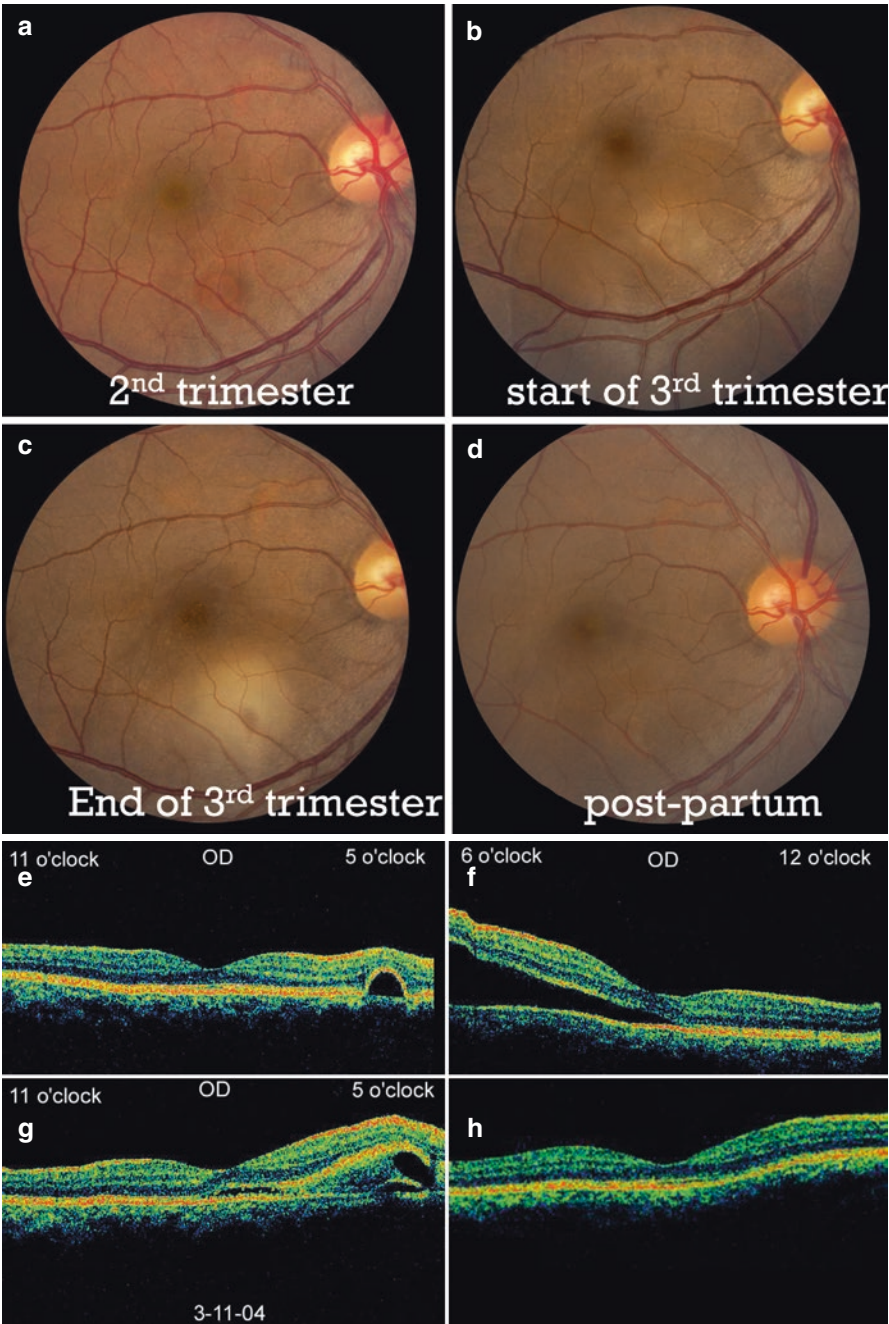 a
b
2nd trimester
start of 3rd trimester
c
d
End of 3rd trimester
post-partum
11 o'clock OD 5 o'clock
e
6 o'clock OD 12 o'clock
f
11 o'clock OD 5 o'clock
g
h
3-11-04